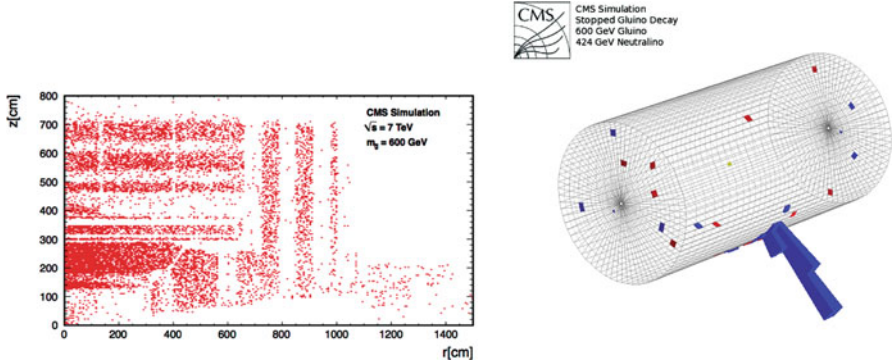 z[cm]
800
700
600
500
400
300
200
100
0
CMS Simulation
√s = 7 TeV
m_g̃ = 600 GeV
0 200 400 600 800 1000 1200 1400
r[cm]
CMS
CMS Simulation
Stopped Gluino Decay
600 GeV Gluino
424 GeV Neutralino